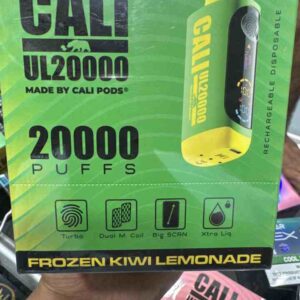 CALI
UL20000
MADE BY CALI PODS®
20000
PUFFS
CALI
UL20000
RECHARGEABLE DISPOSABLE
Turbo
Dual M. Coil
Big SCRN
Xtra Liq
FROZEN KIWI LEMONADE
CALI
COOL